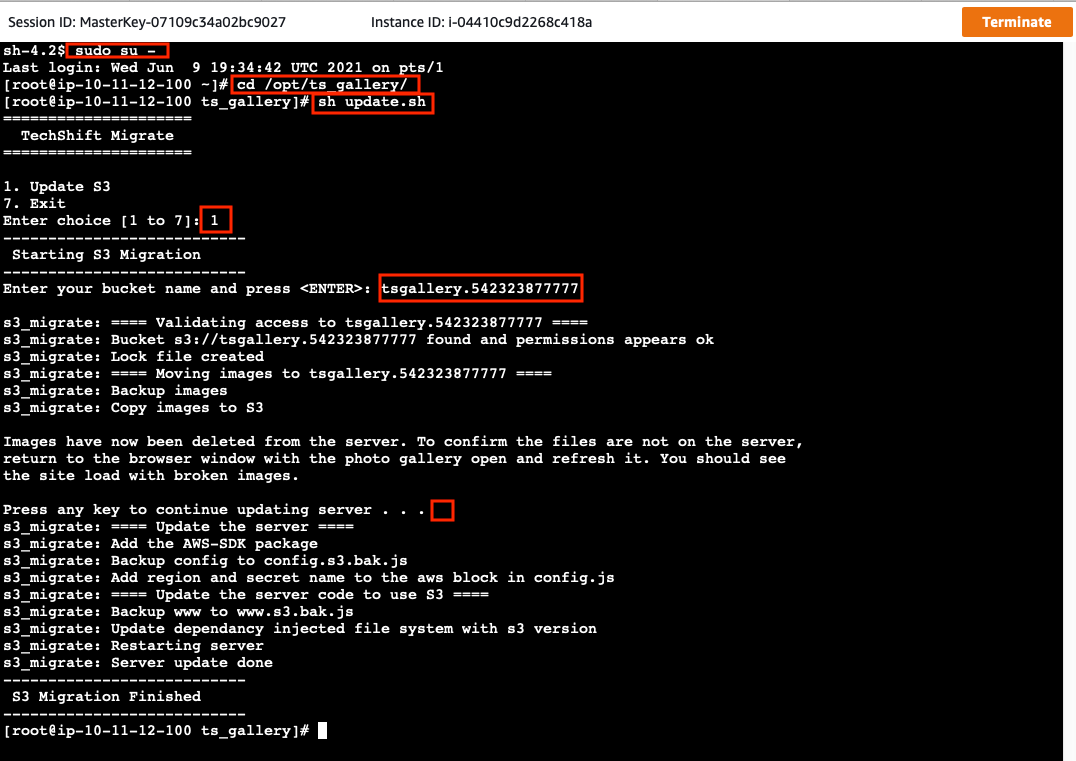 Session ID: MasterKey-07109c34a02bc9027 Instance ID: i-04410c9d2268c418a Terminate
sh-4.2$ sudo su -
Last login: Wed Jun  9 19:34:42 UTC 2021 on pts/1
[root@ip-10-11-12-100 ~]# cd /opt/ts_gallery/
[root@ip-10-11-12-100 ts_gallery]# sh update.sh
=====================
  TechShift Migrate
=====================
1. Update S3
7. Exit
Enter choice [1 to 7]: 1
---------------------------
 Starting S3 Migration
---------------------------
Enter your bucket name and press <ENTER>: tsgallery.542323877777
s3_migrate: ==== Validating access to tsgallery.542323877777 ====
s3_migrate: Bucket s3://tsgallery.542323877777 found and permissions appears ok
s3_migrate: Lock file created
s3_migrate: ==== Moving images to tsgallery.542323877777 ====
s3_migrate: Backup images
s3_migrate: Copy images to S3
Images have now been deleted from the server. To confirm the files are not on the server,
return to the browser window with the photo gallery open and refresh it. You should see
the site load with broken images.
Press any key to continue updating server . . .
s3_migrate: ==== Update the server ====
s3_migrate: Add the AWS-SDK package
s3_migrate: Backup config to config.s3.bak.js
s3_migrate: Add region and secret name to the aws block in config.js
s3_migrate: ==== Update the server code to use S3 ====
s3_migrate: Backup www to www.s3.bak.js
s3_migrate: Update dependancy injected file system with s3 version
s3_migrate: Restarting server
s3_migrate: Server update done
---------------------------
 S3 Migration Finished
---------------------------
[root@ip-10-11-12-100 ts_gallery]#